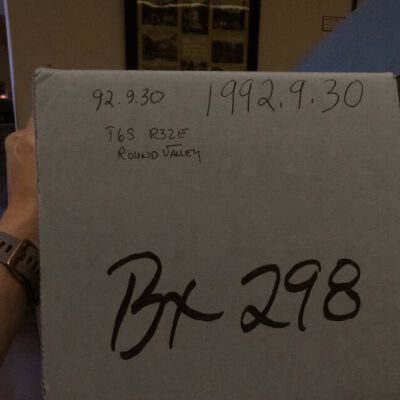 92.9.30 1992.9.30
T6S R32E
ROUND VALLEY
Bx 298